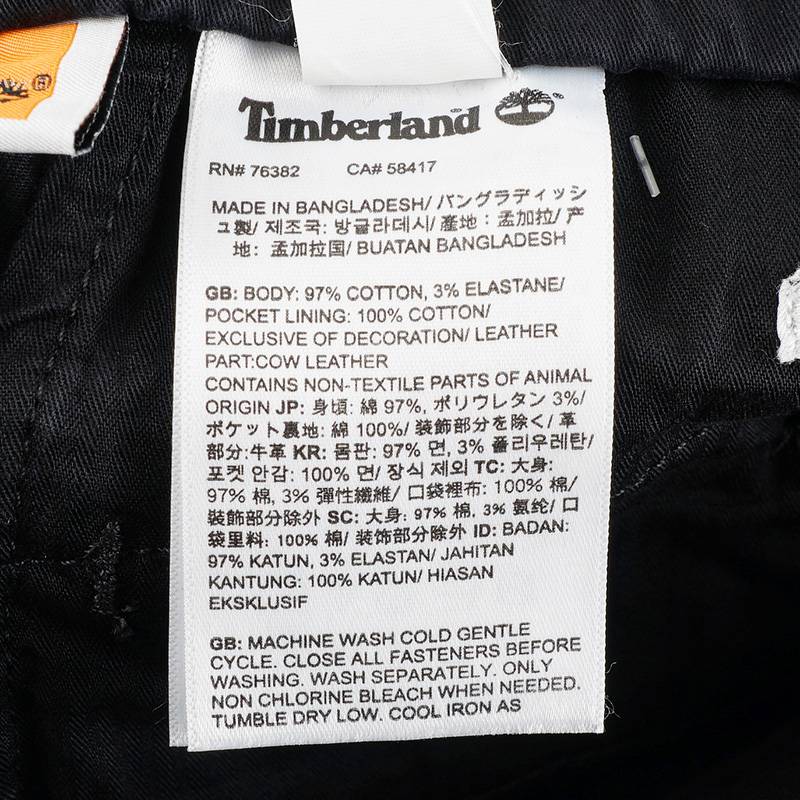 ®
Timberland
RN# 76382 CA# 58417
MADE IN BANGLADESH/ バングラディッシ
ュ製/ 제조국: 방글라데시/ 產地：孟加拉/ 产
地：孟加拉国/ BUATAN BANGLADESH
GB: BODY: 97% COTTON, 3% ELASTANE/
POCKET LINING: 100% COTTON/
EXCLUSIVE OF DECORATION/ LEATHER
PART:COW LEATHER
CONTAINS NON-TEXTILE PARTS OF ANIMAL
ORIGIN JP: 身頃: 綿 97%, ポリウレタン 3%/
ポケット裏地: 綿 100%/ 装飾部分を除く/ 革
部分:牛革 KR: 몸판: 97% 면, 3% 폴리우레탄/
포켓 안감: 100% 면/ 장식 제외 TC: 大身:
97% 棉, 3% 彈性纖維/ 口袋裡布: 100% 棉/
裝飾部分除外 SC: 大身: 97% 棉, 3% 氨纶/ 口
袋里料: 100% 棉/ 装饰部分除外 ID: BADAN:
97% KATUN, 3% ELASTAN/ JAHITAN
KANTUNG: 100% KATUN/ HIASAN
EKSKLUSIF
GB: MACHINE WASH COLD GENTLE
CYCLE. CLOSE ALL FASTENERS BEFORE
WASHING. WASH SEPARATELY. ONLY
NON CHLORINE BLEACH WHEN NEEDED.
TUMBLE DRY LOW. COOL IRON AS